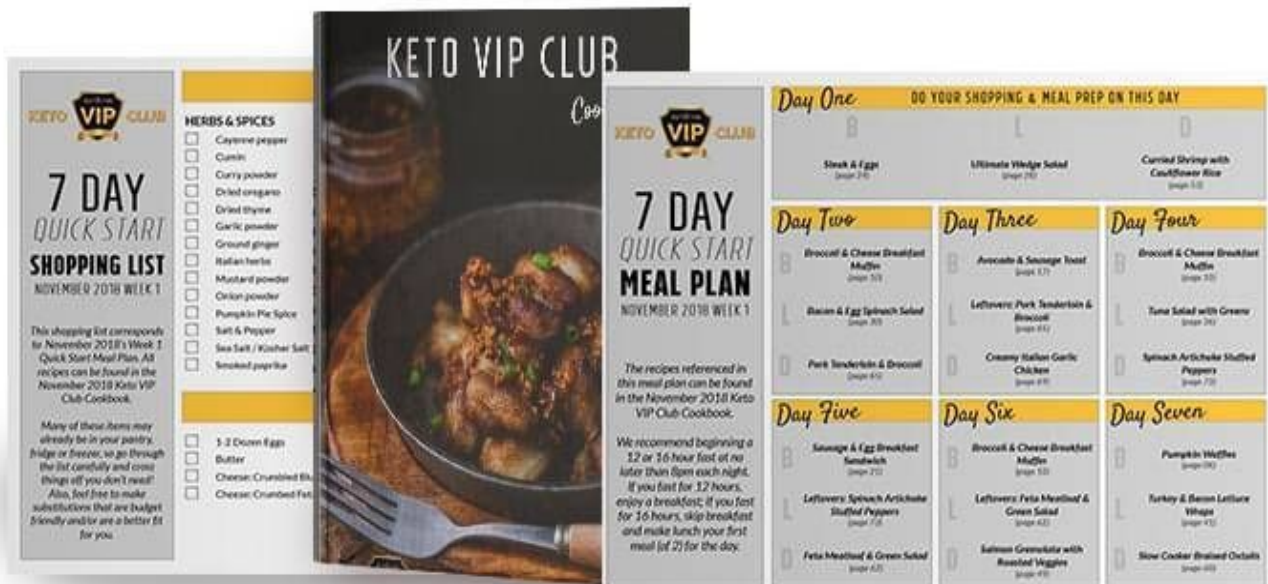 KETO VIP CLUB
7 DAY
QUICK START
SHOPPING LIST
NOVEMBER 2018 WEEK 1
This shopping list corresponds
to November 2018's Week 1
Quick Start Meal Plan. All
recipes can be found in the
November 2018 Keto VIP
Club Cookbook.
Many of these items may
already be in your pantry,
fridge or freezer, so go through
the list carefully and cross
things off you don't need!
Also, feel free to make
substitutions that are budget
friendly and/or are a better fit
for you.
HERBS & SPICES
Cayenne pepper
Cumin
Curry powder
Dried oregano
Dried thyme
Garlic powder
Ground ginger
Italian herbs
Mustard powder
Onion powder
Pumpkin Pie Spice
Salt & Pepper
Sea Salt / Kosher Salt
Smoked paprika
1-2 Dozen Eggs
Butter
Cheese: Crumbled Blu
Cheese: Crumbed Fet
KETO VIP CLUB
Coo
KETO VIP CLUB
7 DAY
QUICK START
MEAL PLAN
NOVEMBER 2018 WEEK 1
The recipes referenced in
this meal plan can be found
in the November 2018 Keto
VIP Club Cookbook.
We recommend beginning a
12 or 16 hour fast at no
later than 8pm each night.
If you fast for 12 hours,
enjoy a breakfast; if you fast
for 16 hours, skip breakfast
and make lunch your first
meal (of 2) for the day.
Day One DO YOUR SHOPPING & MEAL PREP ON THIS DAY
B L D
Steak & Eggs
Ultimate Wedge Salad
Curried Shrimp with
Cauliflower Rice
Day Two
B Broccoli & Cheese Breakfast
Muffin
L Bacon & Egg Spinach Salad
D Pork Tenderloin & Broccoli
Day Three
B Avocado & Sausage Toast
L Leftovers: Pork Tenderloin &
Broccoli
D Creamy Italian Garlic
Chicken
Day Four
B Broccoli & Cheese Breakfast
Muffin
L Tuna Salad with Greens
D Spinach Artichoke Stuffed
Peppers
Day Five
B Sausage & Egg Breakfast
Sandwich
L Leftovers: Spinach Artichoke
Stuffed Peppers
D Feta Meatloaf & Green Salad
Day Six
B Broccoli & Cheese Breakfast
Muffin
L Leftovers: Feta Meatloaf &
Green Salad
D Salmon Gremolata with
Roasted Veggies
Day Seven
B Pumpkin Waffles
L Turkey & Bacon Lettuce
Wraps
D Slow Cooker Braised Oxtails